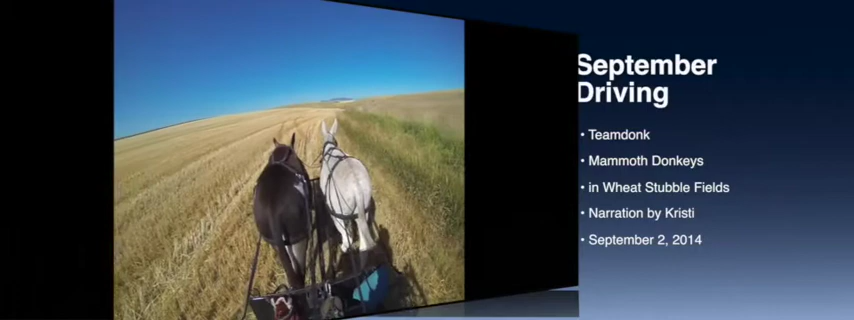 September
Driving
• Teamdonk
• Mammoth Donkeys
• in Wheat Stubble Fields
• Narration by Kristi
• September 2, 2014